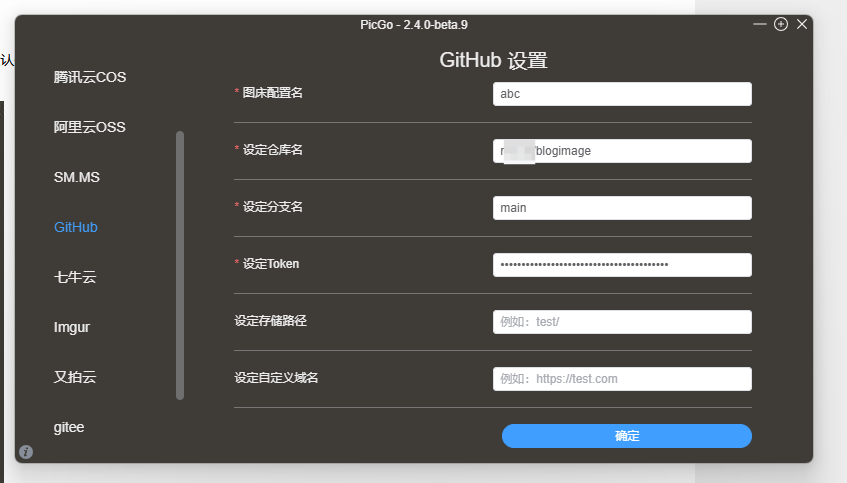 PicGo - 2.4.0-beta.9
认
GitHub 设置
腾讯云COS
阿里云OSS
SM.MS
GitHub
七牛云
Imgur
又拍云
gitee
* 图床配置名
abc
* 设定仓库名
/blogimage
* 设定分支名
main
* 设定Token
设定存储路径
例如：test/
设定自定义域名
例如：https://test.com
确定